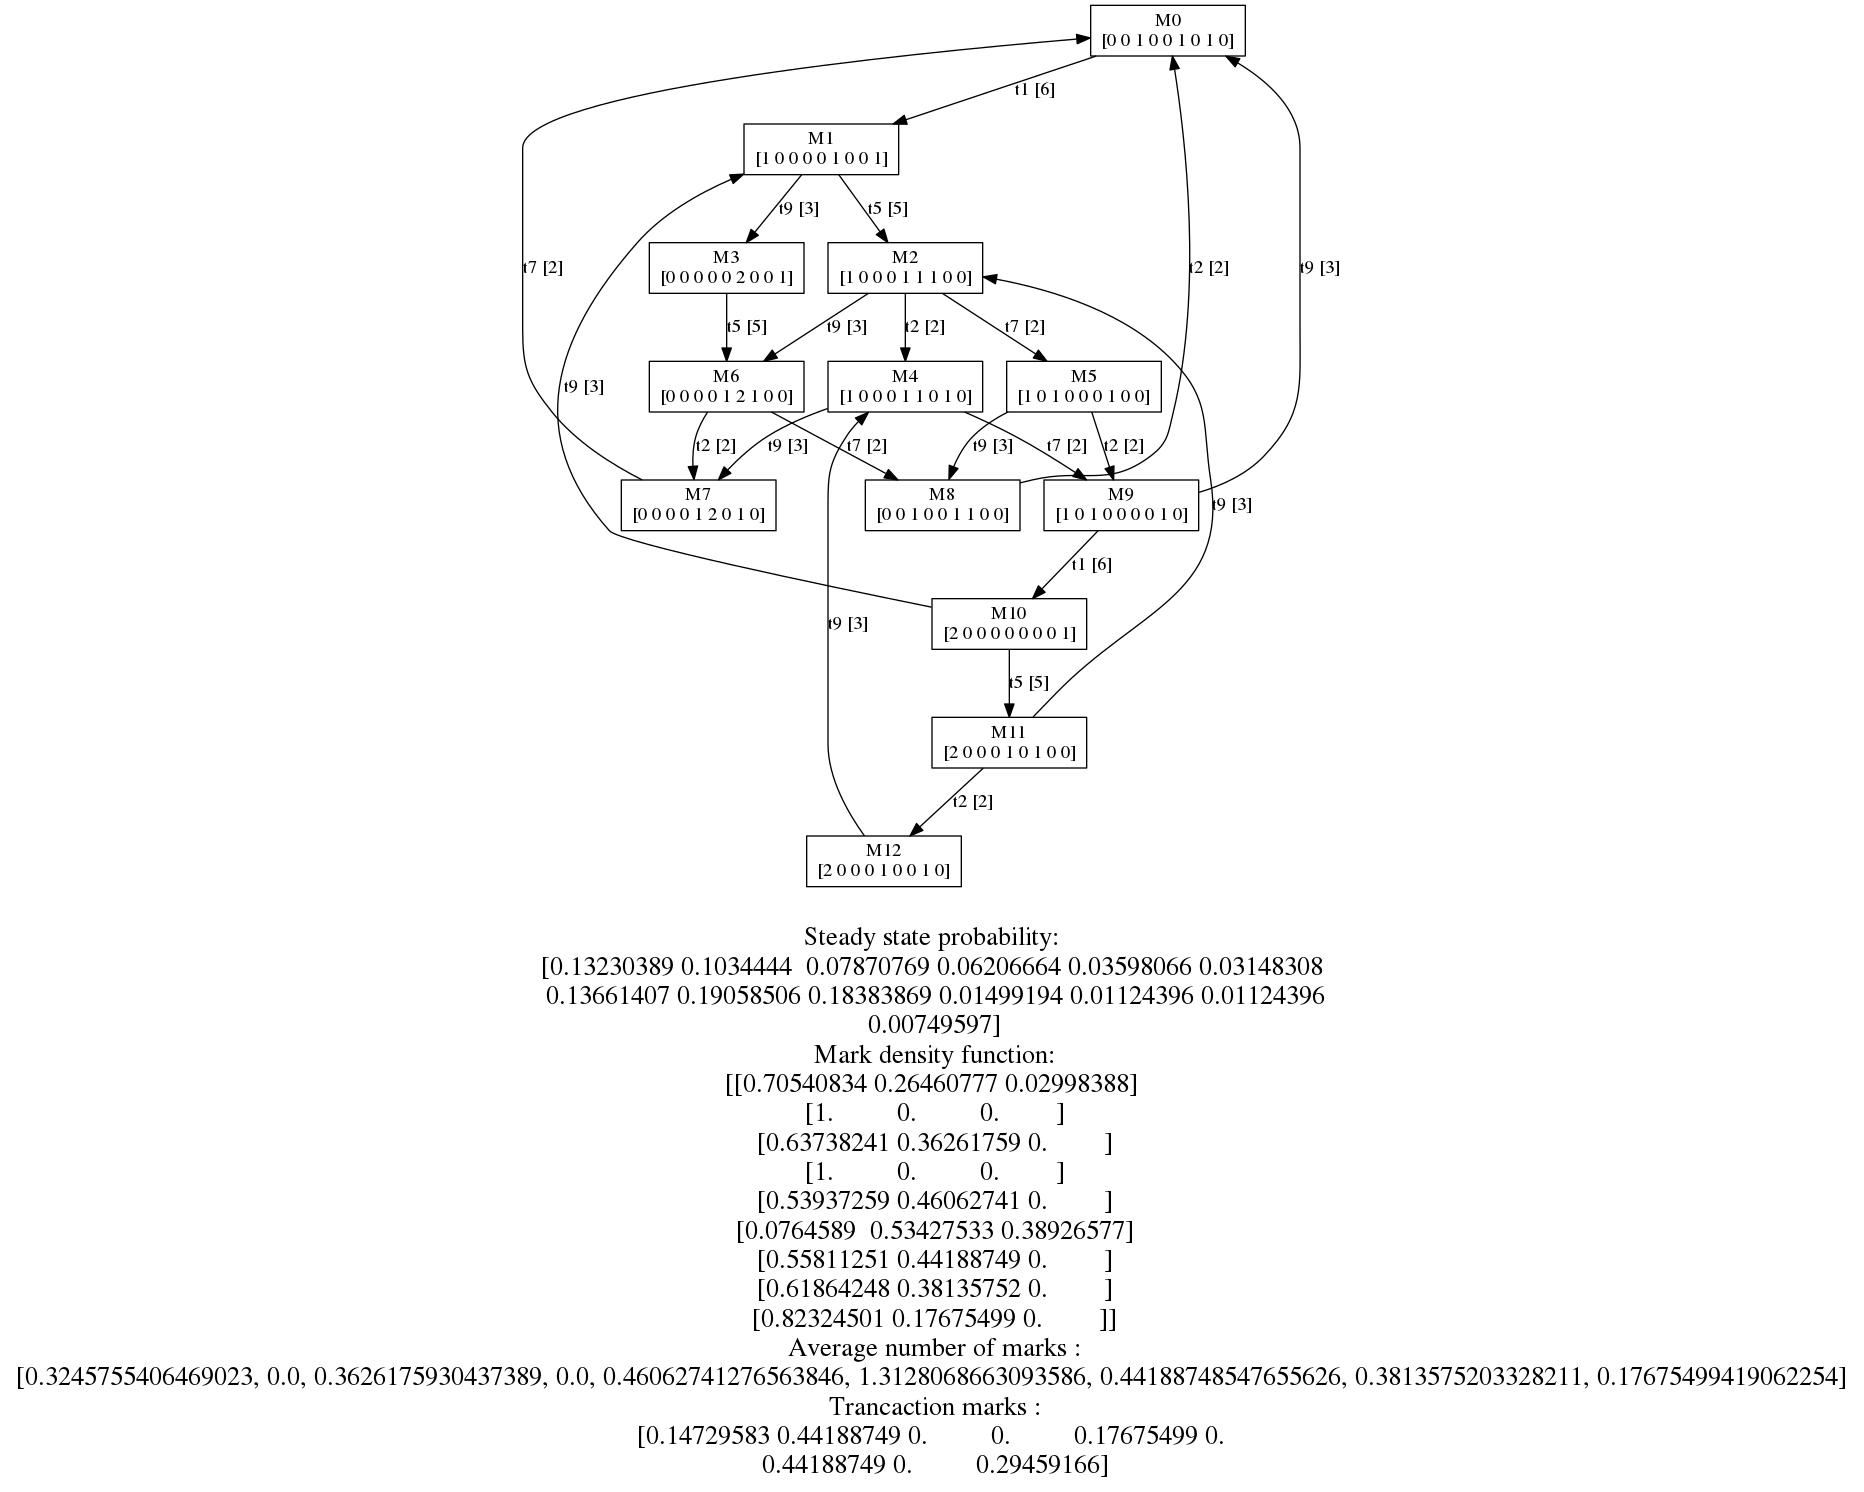 M0
[0 0 1 0 0 1 0 1 0]
t1 [6]
M1
[1 0 0 0 0 1 0 0 1]
t9 [3]
t5 [5]
M3
[0 0 0 0 0 2 0 0 1]
M2
[1 0 0 0 1 1 1 0 0]
t7 [2]
t2 [2]
t9 [3]
t5 [5]
t9 [3]
t2 [2]
t7 [2]
M6
[0 0 0 0 1 2 1 0 0]
M4
[1 0 0 0 1 1 0 1 0]
M5
[1 0 1 0 0 0 1 0 0]
t9 [3]
t2 [2]
t9 [3]
t7 [2]
t9 [3]
t7 [2]
t2 [2]
M7
[0 0 0 0 1 2 0 1 0]
M8
[0 0 1 0 0 1 1 0 0]
M9
[1 0 1 0 0 0 0 1 0]
t9 [3]
t1 [6]
M10
[2 0 0 0 0 0 0 0 1]
t9 [3]
t5 [5]
M11
[2 0 0 0 1 0 1 0 0]
t2 [2]
M12
[2 0 0 0 1 0 0 1 0]
Steady state probability:
[0.13230389 0.1034444  0.07870769 0.06206664 0.03598066 0.03148308
0.13661407 0.19058506 0.18383869 0.01499194 0.01124396 0.01124396
0.00749597]
Mark density function:
[[0.70540834 0.26460777 0.02998388]
[1. 0. 0. ]
[0.63738241 0.36261759 0. ]
[1. 0. 0. ]
[0.53937259 0.46062741 0. ]
[0.0764589  0.53427533 0.38926577]
[0.55811251 0.44188749 0. ]
[0.61864248 0.38135752 0. ]
[0.82324501 0.17675499 0. ]]
Average number of marks :
[0.3245755406469023, 0.0, 0.3626175930437389, 0.0, 0.46062741276563846, 1.3128068663093586, 0.44188748547655626, 0.3813575203328211, 0.17675499419062254]
Trancaction marks :
[0.14729583 0.44188749 0. 0. 0.17675499 0.
0.44188749 0. 0.29459166]